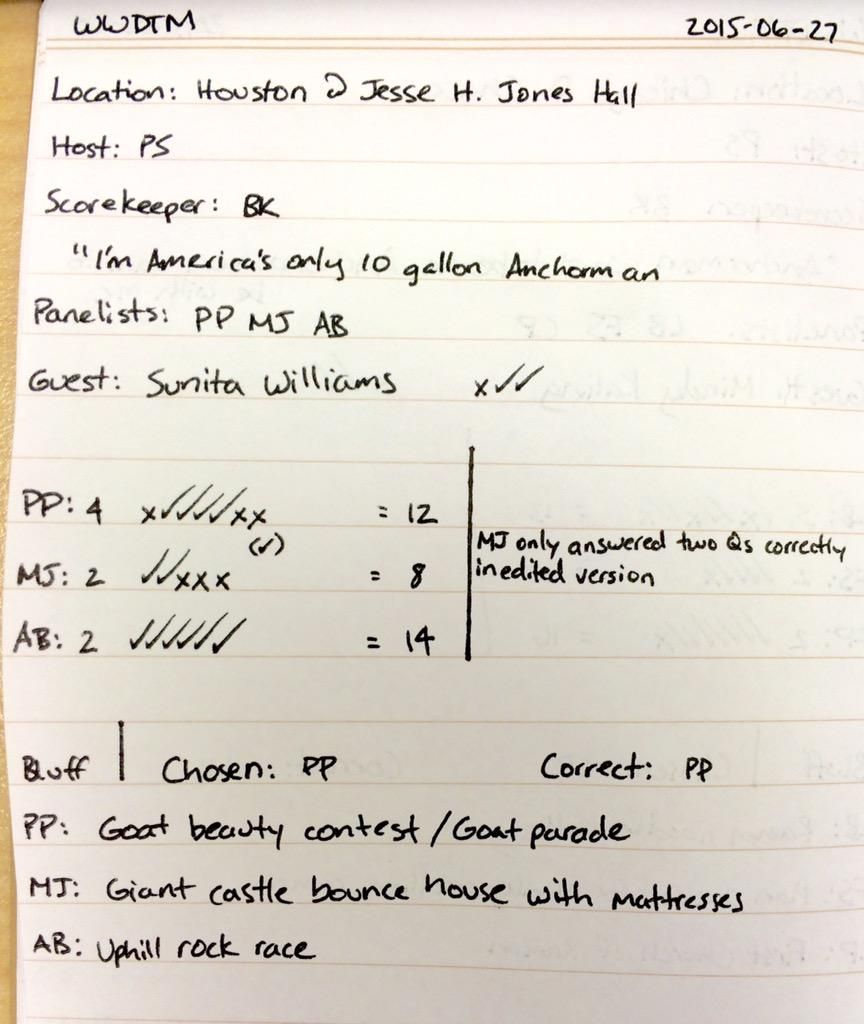 WWDTM 2015-06-27
Location: Houston @ Jesse H. Jones Hall
Host: PS
Scorekeeper: BK
"I'm America's only 10 gallon Anchorman
Panelists: PP MJ AB
Guest: Sunita Williams x✓✓
PP: 4 x✓✓✓✓✓xx = 12
(✓)
MJ: 2 ✓✓xxx = 8
AB: 2 ✓✓✓✓✓✓ = 14
MJ only answered two Qs correctly
in edited version
Bluff | Chosen: PP Correct: PP
PP: Goat beauty contest / Goat parade
MJ: Giant castle bounce house with mattresses
AB: Uphill rock race